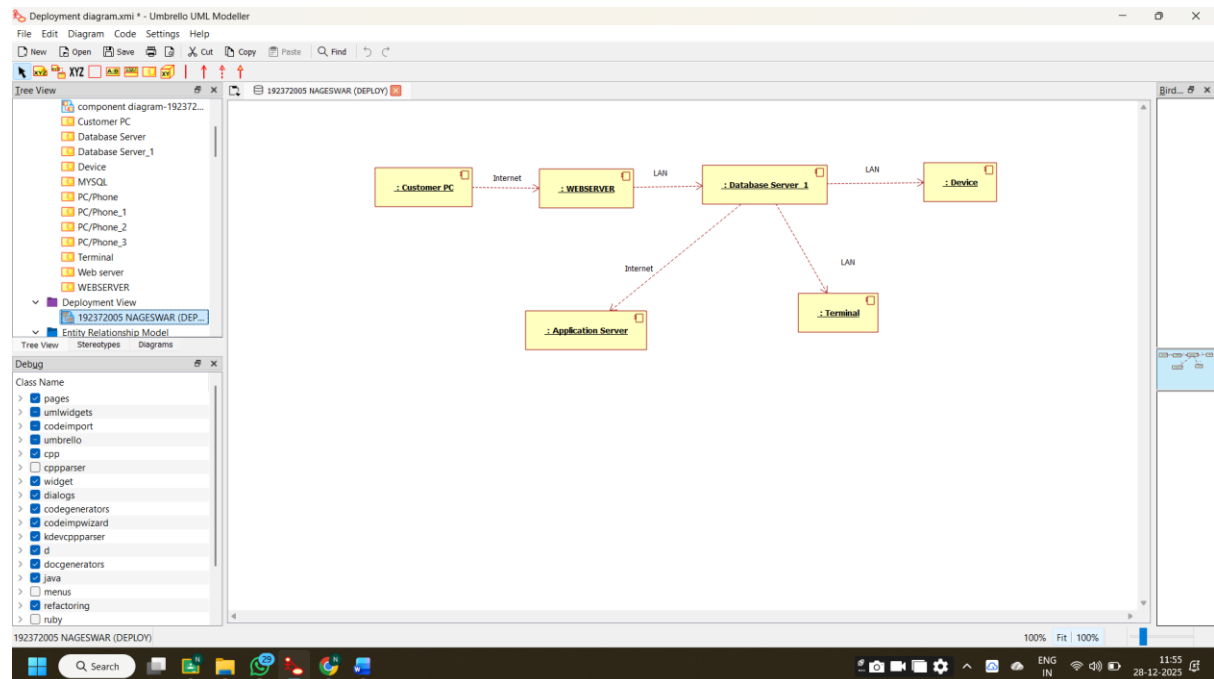 Deployment diagram.xmi * - Umbrello UML Modeller
File Edit Diagram Code Settings Help
New Open Save Cut Copy Paste Find
XYZ
Tree View
192372005 NAGESWAR (DEPLOY)
Bird...
component diagram-192372...
Customer PC
Database Server
Database Server_1
Device
MYSQL
PC/Phone
PC/Phone_1
PC/Phone_2
PC/Phone_3
Terminal
Web server
WEBSERVER
Deployment View
192372005 NAGESWAR (DEP...
Entity Relationship Model
Tree View Stereotypes Diagrams
: Customer PC
Internet
: WEBSERVER
LAN
: Database Server_1
LAN
: Device
Internet
LAN
: Application Server
: Terminal
Debug
Class Name
pages
umlwidgets
codeimport
umbrello
cpp
cppparser
widget
dialogs
codegenerators
codeimpwizard
kdevcppparser
d
docgenerators
java
menus
refactoring
ruby
192372005 NAGESWAR (DEPLOY)
100% Fit 100%
Search
29
ENG
IN
11:55
28-12-2025